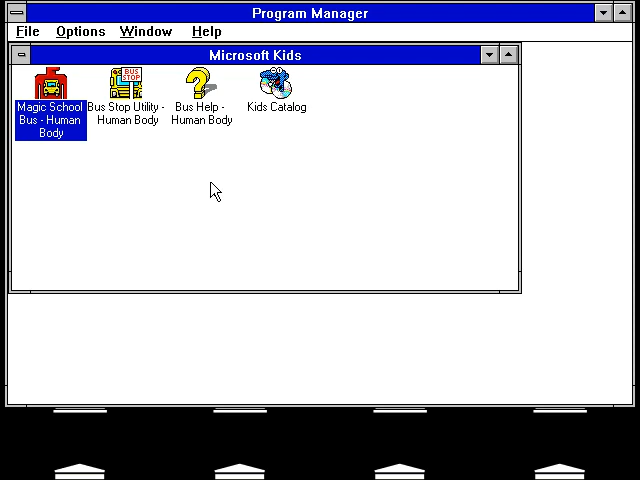 Program Manager
File Options Window Help
Microsoft Kids
BUS STOP
Magic School Bus Stop Utility - Bus Help - Kids Catalog
Bus - Human Human Body Human Body
Body